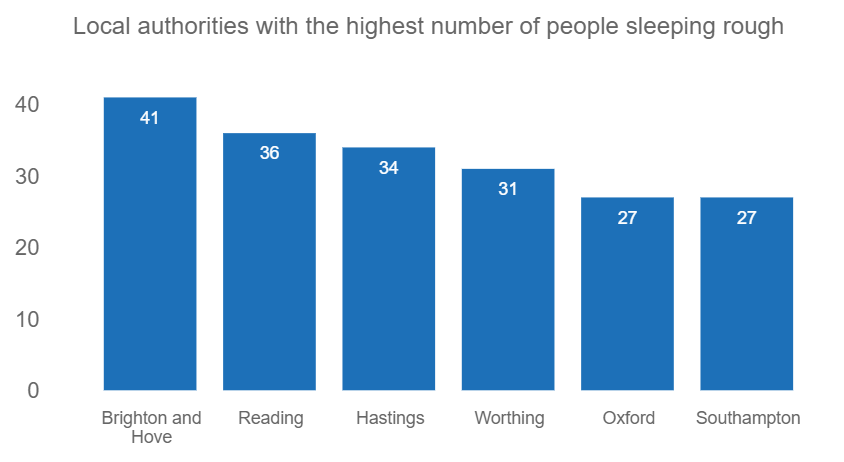 Local authorities with the highest number of people sleeping rough
40
30
20
10
0
41
36
34
31
27
27
Brighton and
Hove
Reading
Hastings
Worthing
Oxford
Southampton